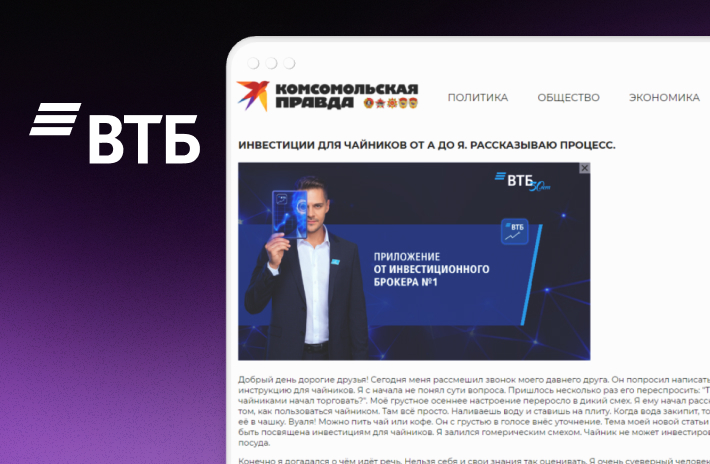 ВТБ
КОМСОМОЛЬСКАЯ
ПРАВДА
ПОЛИТИКА ОБЩЕСТВО ЭКОНОМИКА
ИНВЕСТИЦИИ ДЛЯ ЧАЙНИКОВ ОТ А ДО Я. РАССКАЗЫВАЮ ПРОЦЕСС.
ВТБ
ВТБ
ПРИЛОЖЕНИЕ
ОТ ИНВЕСТИЦИОННОГО
БРОКЕРА №1
Добрый день дорогие друзья! Сегодня меня рассмешил звонок моего давнего друга. Он попросил написать
инструкцию для чайников. Я с начала не понял сути вопроса. Пришлось несколько раз его переспросить: "Т
чайниками начал торговать?". Моё грустное осеннее настроение переросло в дикий смех. Я ему начал расс
том, как пользоваться чайником. Там всё просто. Наливаешь воду и ставишь на плиту. Когда вода закипит, то
её в чашку. Вуаля! Можно пить чай или кофе. Он с грустью в голосе внёс уточнение. Тема моей новой статьи
быть посвящена инвестициям для чайников. Я залился гомерическим смехом. Чайник не может инвестиров
посуда.
Конечно я догадался о чём идёт речь. Нельзя себя и свои знания так оценивать. Я очень суеверный человек